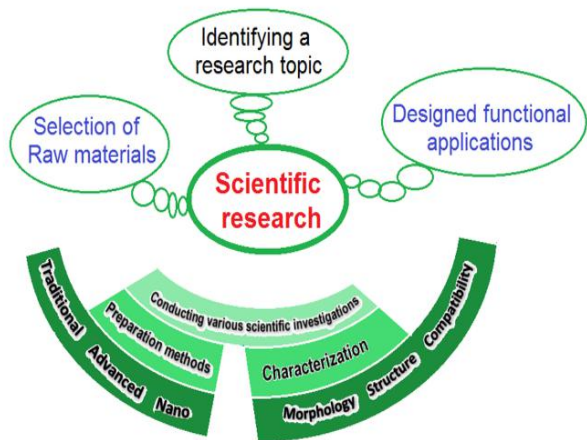 Identifying a
research topic
Selection of
Raw materials
Designed functional
applications
Scientific
research
Conducting various scientific investigations
Preparation methods
Characterization
Traditional Advanced Nano
Morphology Structure Compatibility